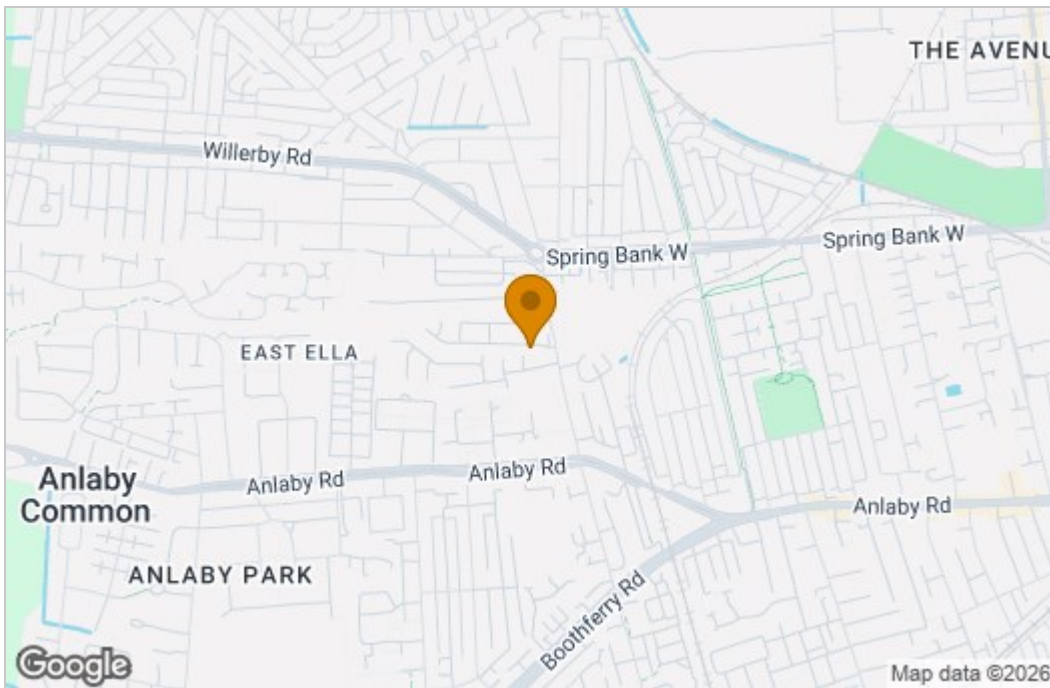 THE AVENU
Willerby Rd
Spring Bank W
Spring Bank W
EAST ELLA
Anlaby Rd
Anlaby Rd
Anlaby
Common
Anlaby Rd
ANLABY PARK
Boothferry Rd
Google
Map data ©2026